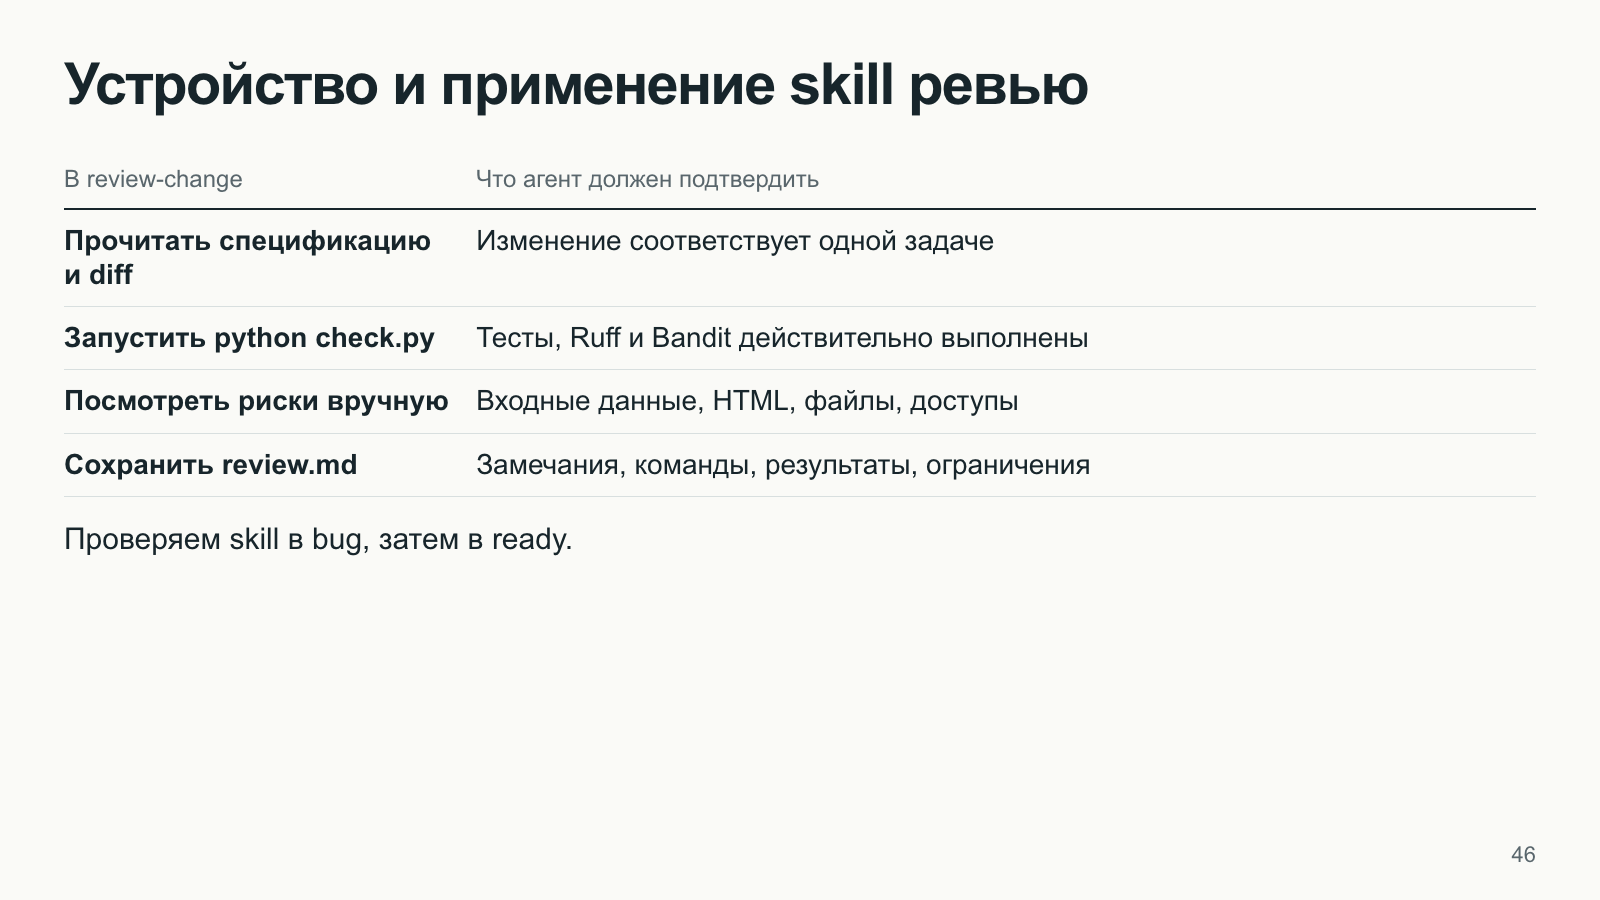 Устройство и применение skill ревью
В review-change
Что агент должен подтвердить
Прочитать спецификацию
и diff
Изменение соответствует одной задаче
Запустить python check.py
Тесты, Ruff и Bandit действительно выполнены
Посмотреть риски вручную
Входные данные, HTML, файлы, доступы
Сохранить review.md
Замечания, команды, результаты, ограничения
Проверяем skill в bug, затем в ready.
46